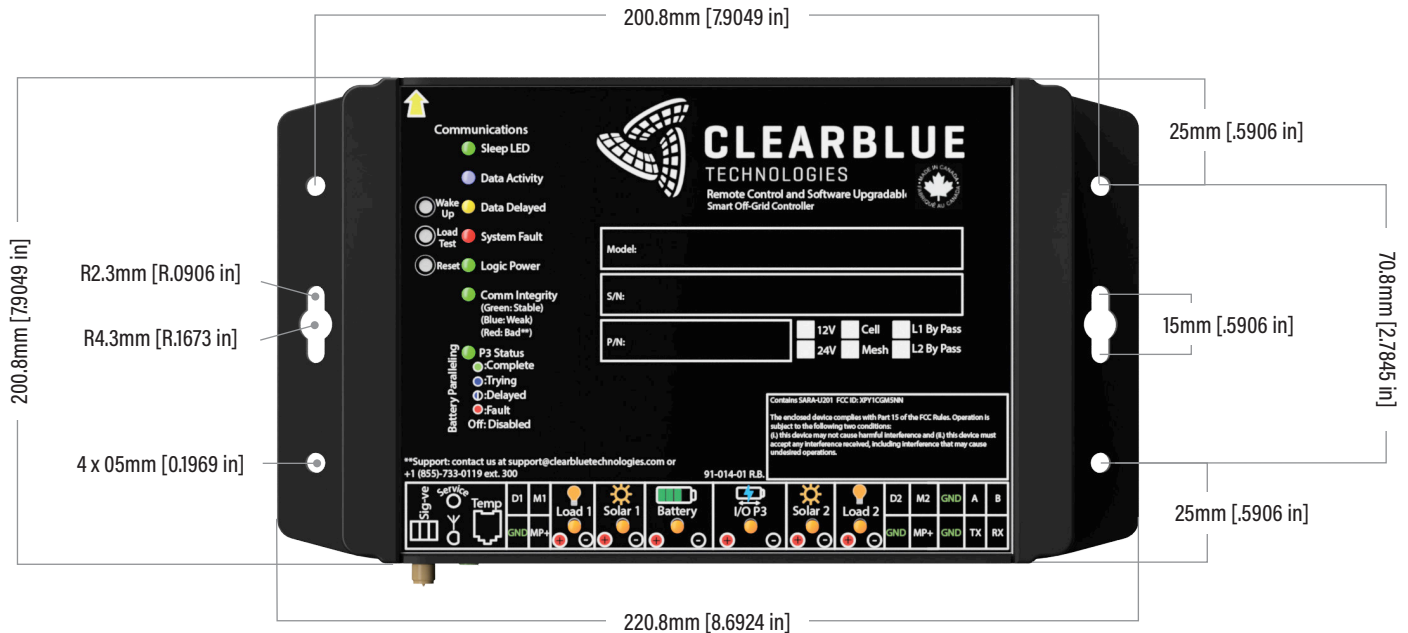 200.8mm [7.9049 in]
200.8mm [7.9049 in]
R2.3mm [R.0906 in]
R4.3mm [R.1673 in]
4 x 05mm [0.1969 in]
25mm [.5906 in]
70.8mm [2.7845 in]
15mm [.5906 in]
25mm [.5906 in]
220.8mm [8.6924 in]
Communications
Sleep LED
Data Activity
Wake Up
Data Delayed
Load Test
System Fault
Reset
Logic Power
Comm Integrity
(Green: Stable)
(Blue: Weak)
(Red: Bad**)
Battery Paralleling
P3 Status
:Complete
:Trying
:Delayed
:Fault
Off: Disabled
CLEARBLUE
TECHNOLOGIES
Remote Control and Software Upgradabl
Smart Off-Grid Controller
MADE IN CANADA
FABRIQUÉ AU CANADA
Model:
S/N:
P/N:
12V Cell L1 By Pass
24V Mesh L2 By Pass
Contains SARA-U201 FCC ID: XPY1CGM5NN
The enclosed device complies with Part 15 of the FCC Rules. Operation is
subject to the following two conditions:
(i.) this device may not cause harmful interference and (ii.) this device must
accept any interference received, including interference that may cause
undesired operations.
**Support: contact us at support@clearbluetechnologies.com or
+1 (855)-733-0119 ext. 300
91-014-01 R.B.
Sig-ve
Service
Temp
D1 M1
GND MP+
Load 1
Solar 1
Battery
I/O P3
Solar 2
Load 2
D2 M2 GND A B
GND MP+ GND TX RX